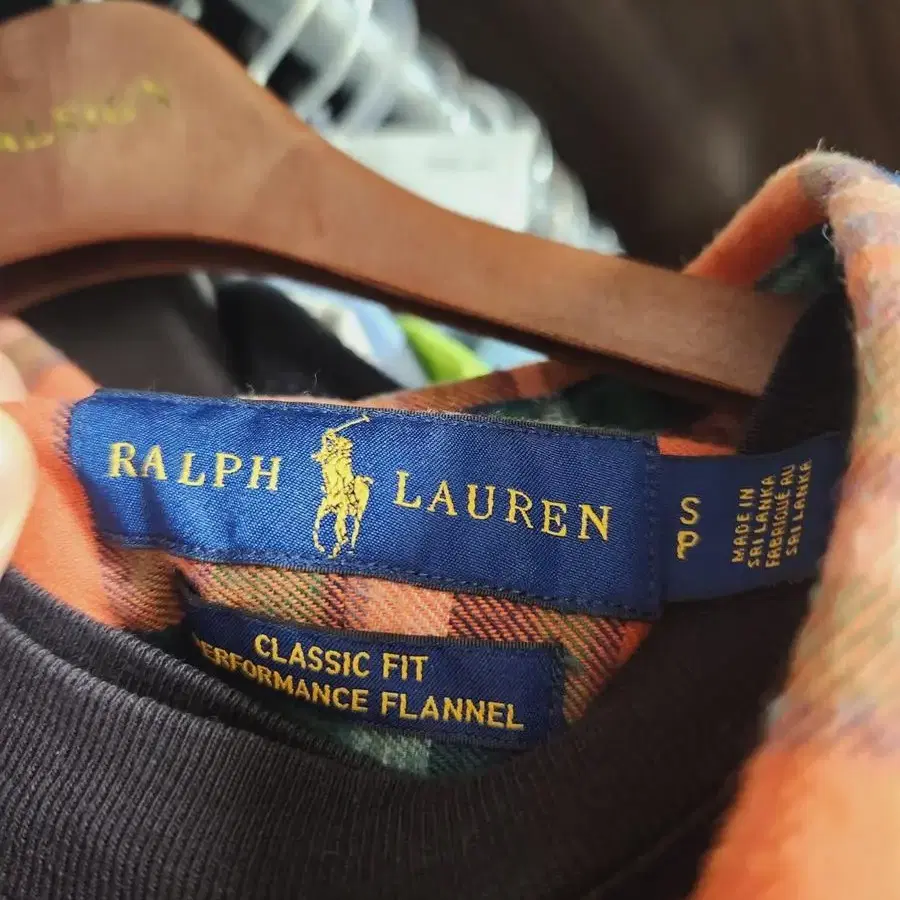 RALPH LAUREN
S
P
MADE IN
SRI LANKA
FABRIQUÉ AU
SRI LANKA
CLASSIC FIT
PERFORMANCE FLANNEL